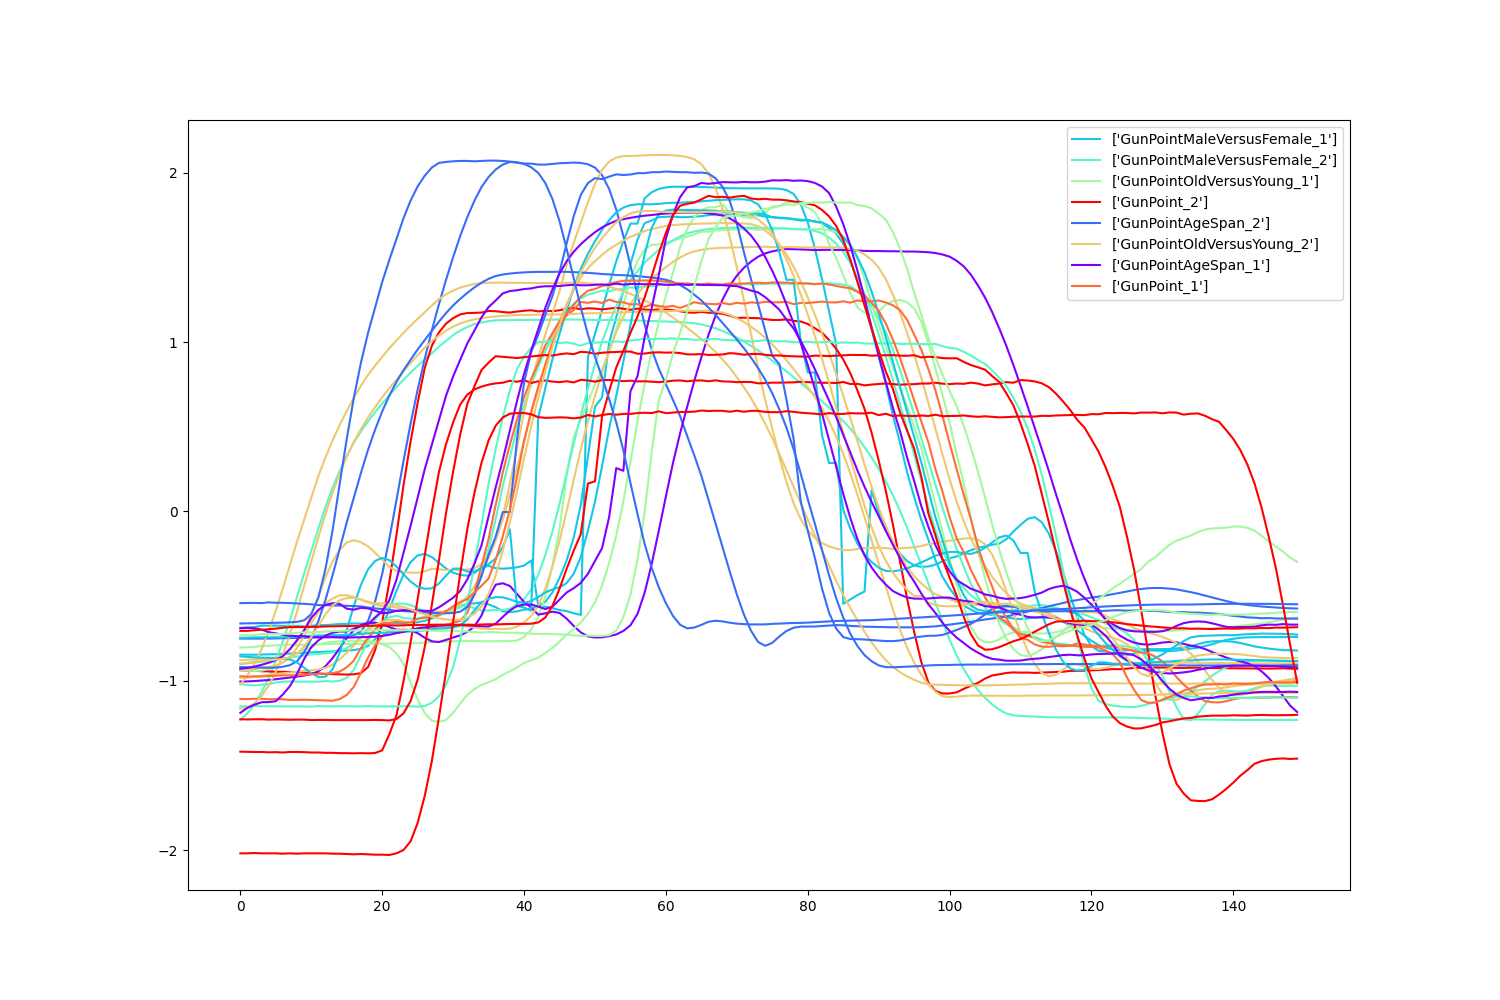 ['GunPointMaleVersusFemale_1']
['GunPointMaleVersusFemale_2']
['GunPointOldVersusYoung_1']
['GunPoint_2']
['GunPointAgeSpan_2']
['GunPointOldVersusYoung_2']
['GunPointAgeSpan_1']
['GunPoint_1']
2
1
0
−1
−2
0 20 40 60 80 100 120 140